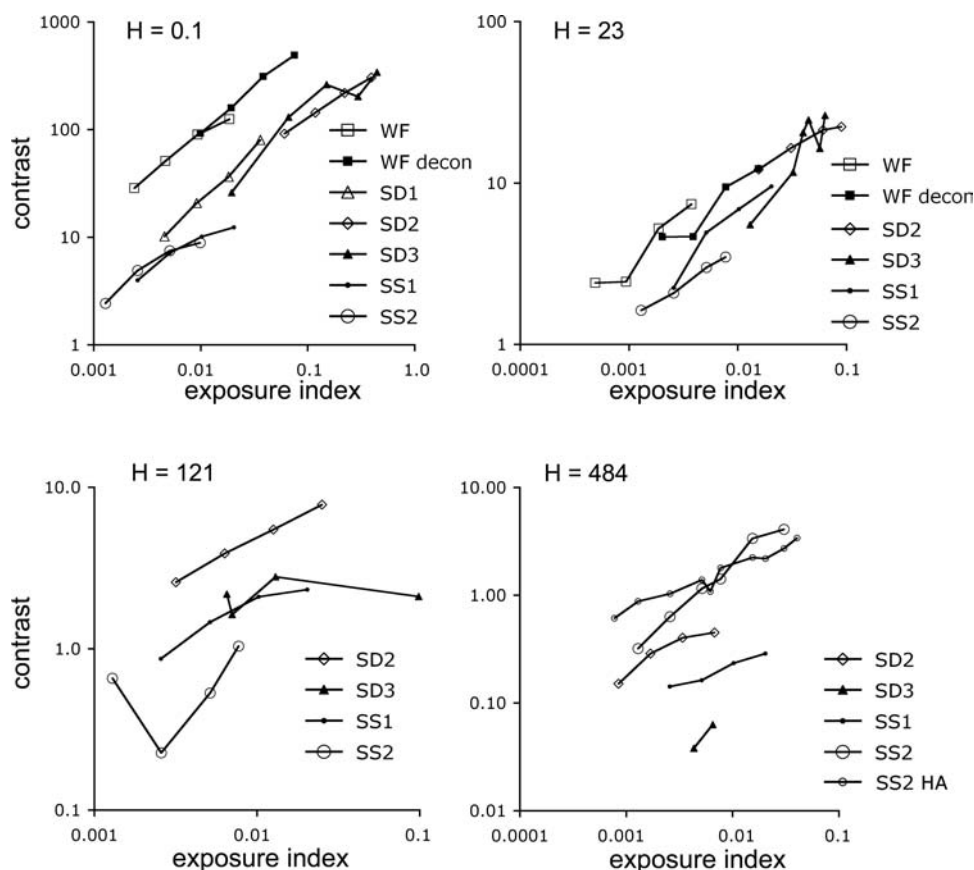 H = 0.1
contrast
1000
100
10
1
0.001
0.01
0.1
1.0
exposure index
WF
WF decon
SD1
SD2
SD3
SS1
SS2
H = 23
100
10
1
0.0001
0.001
0.01
0.1
exposure index
WF
WF decon
SD2
SD3
SS1
SS2
H = 121
contrast
10.0
1.0
0.1
0.001
0.01
0.1
exposure index
SD2
SD3
SS1
SS2
H = 484
10.00
1.00
0.10
0.01
0.0001
0.001
0.01
0.1
exposure index
SD2
SD3
SS1
SS2
SS2 HA